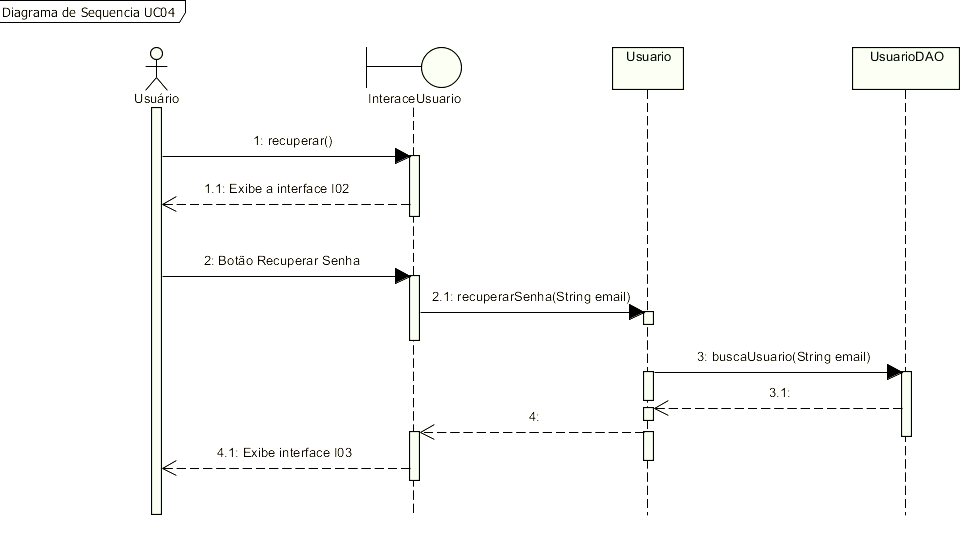 Diagrama de Sequencia UC04
Usuário
InteraceUsuario
Usuario
UsuarioDAO
1: recuperar()
1.1: Exibe a interface I02
2: Botão Recuperar Senha
2.1: recuperarSenha(String email)
3: buscaUsuario(String email)
3.1:
4:
4.1: Exibe interface I03